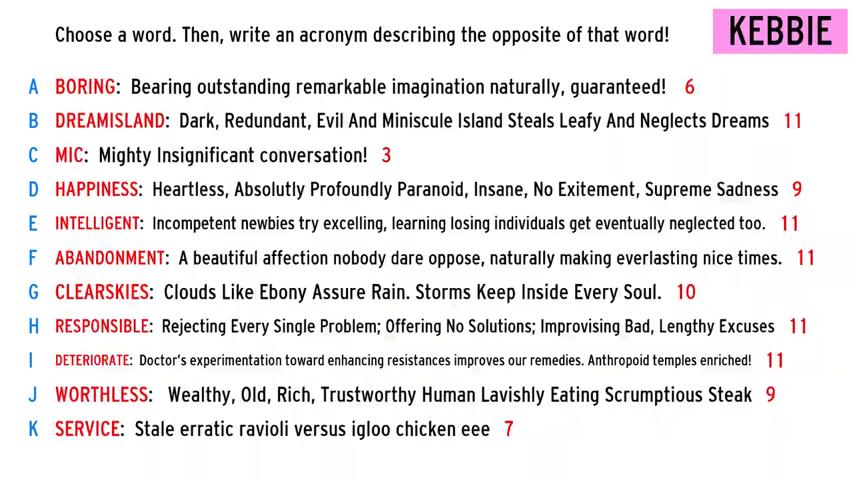 Choose a word. Then, write an acronym describing the opposite of that word!
KEBBIE
A BORING: Bearing outstanding remarkable imagination naturally, guaranteed! 6
B DREAMISLAND: Dark, Redundant, Evil And Miniscule Island Steals Leafy And Neglects Dreams 11
C MIC: Mighty Insignificant conversation! 3
D HAPPINESS: Heartless, Absolutly Profoundly Paranoid, Insane, No Exitement, Supreme Sadness 9
E INTELLIGENT: Incompetent newbies try excelling, learning losing individuals get eventually neglected too. 11
F ABANDONMENT: A beautiful affection nobody dare oppose, naturally making everlasting nice times. 11
G CLEARSKIES: Clouds Like Ebony Assure Rain. Storms Keep Inside Every Soul. 10
H RESPONSIBLE: Rejecting Every Single Problem; Offering No Solutions; Improvising Bad, Lengthy Excuses 11
I DETERIORATE: Doctor's experimentation toward enhancing resistances improves our remedies. Anthropoid temples enriched! 11
J WORTHLESS: Wealthy, Old, Rich, Trustworthy Human Lavishly Eating Scrumptious Steak 9
K SERVICE: Stale erratic ravioli versus igloo chicken eee 7